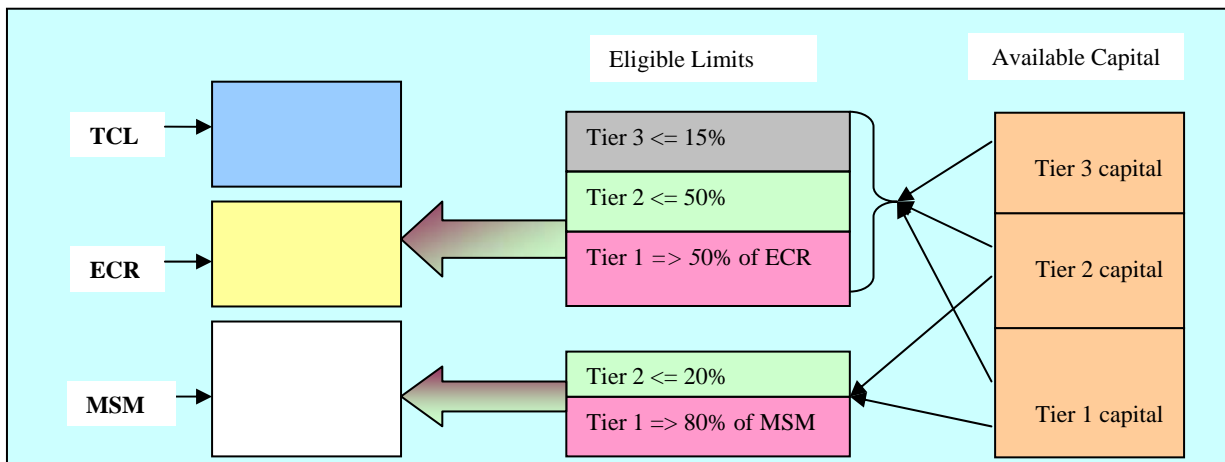 Eligible Limits
Available Capital
TCL
Tier 3 <= 15%
Tier 3 capital
Tier 2 <= 50%
ECR
Tier 1 => 50% of ECR
Tier 2 capital
Tier 2 <= 20%
MSM
Tier 1 => 80% of MSM
Tier 1 capital